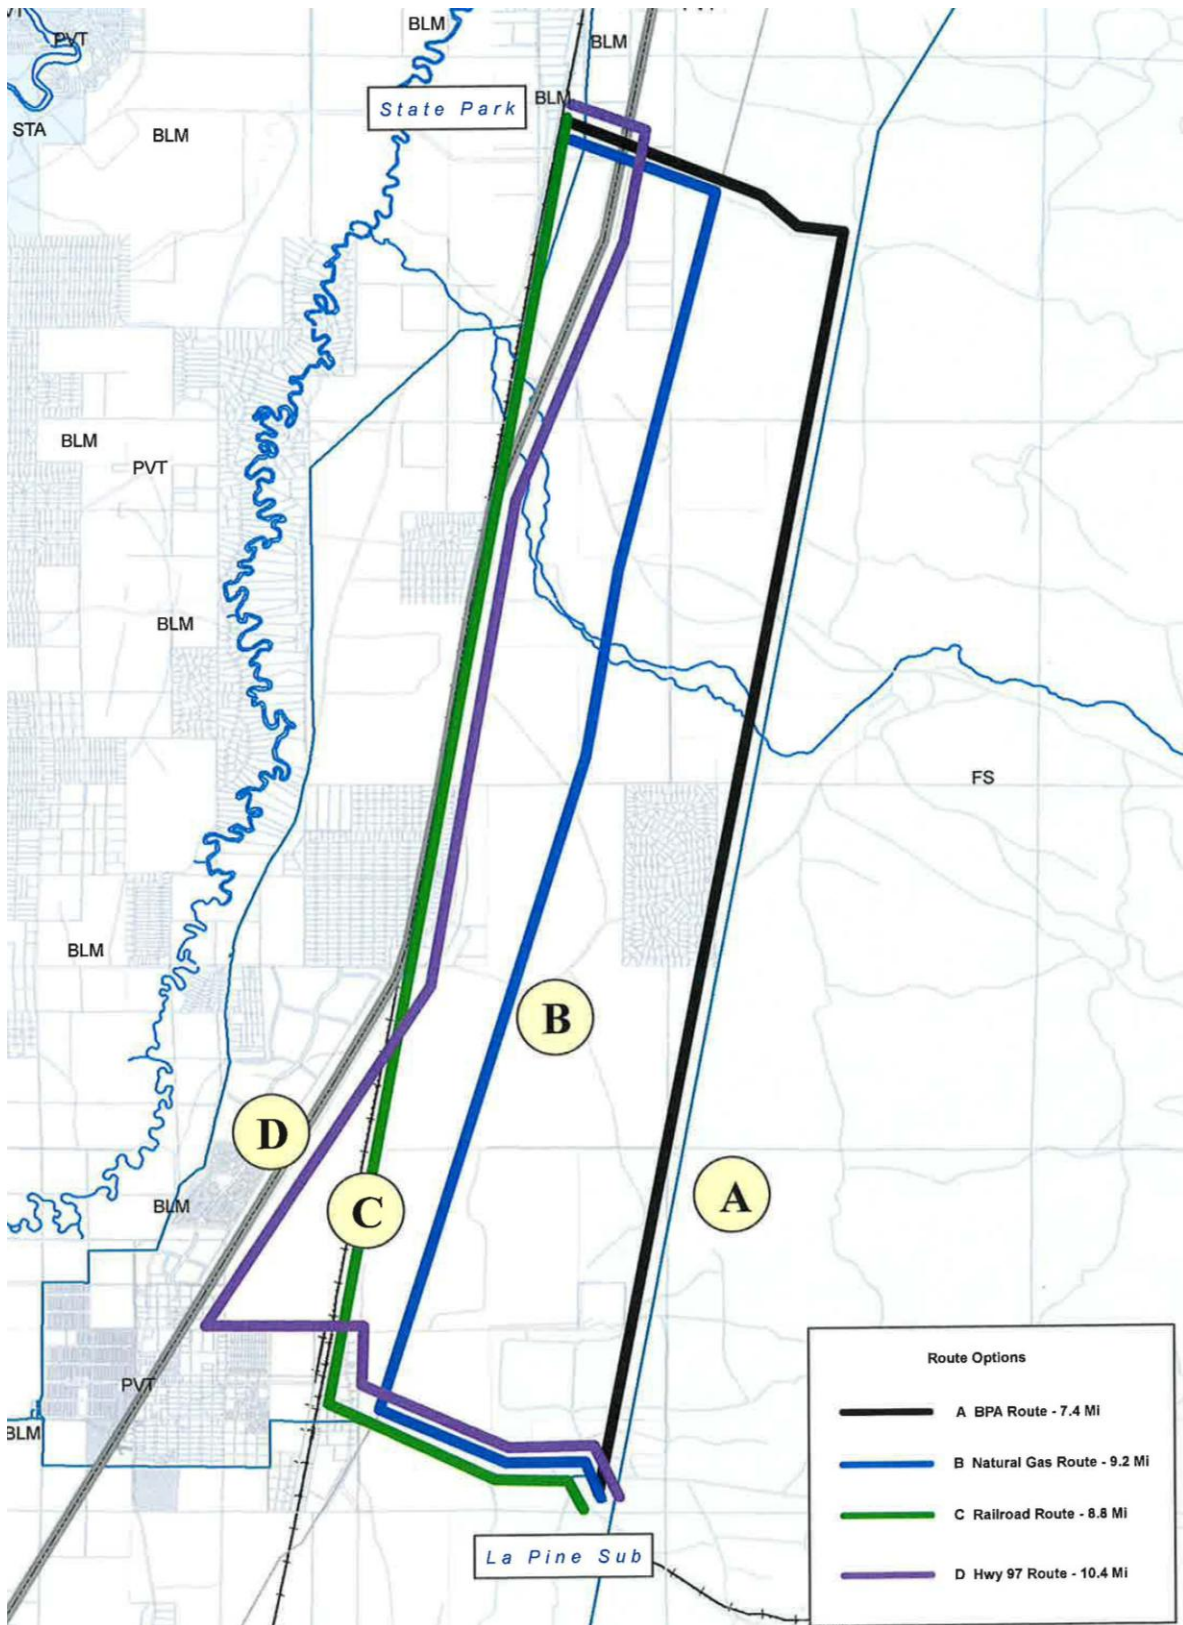 BLM
PVT
BLM
BLM
State Park
STA
BLM
BLM
PVT
BLM
FS
BLM
B
D
A
BLM
C
PVT
BLM
La Pine Sub
Route Options
A BPA Route - 7.4 Mi
B Natural Gas Route - 9.2 Mi
C Railroad Route - 8.8 Mi
D Hwy 97 Route - 10.4 Mi